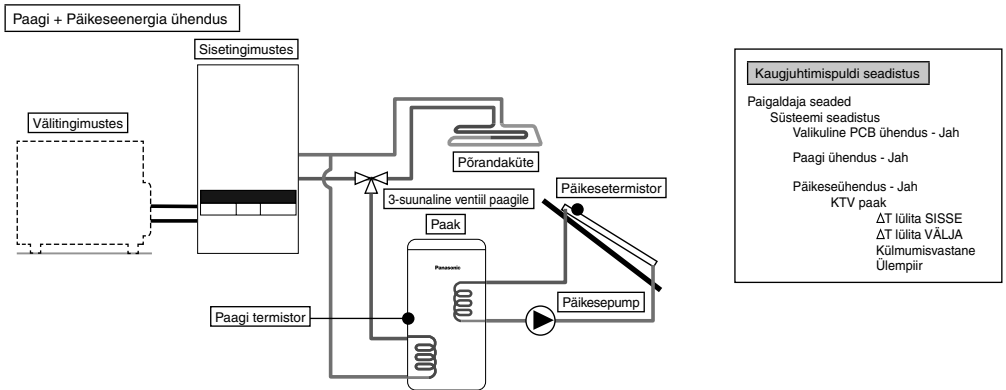 Paagi + Päikeseenergia ühendus
Sisetingimustes
Välitingimustes
Põrandaküte
3-suunaline ventiil paagile
Päikesetermistor
Paak
Panasonic
Paagi termistor
Päikesepump
Kaugjuhtimispuldi seadistus
Paigaldaja seaded
Süsteemi seadistus
Valikuline PCB ühendus - Jah
Paagi ühendus - Jah
Päikeseühendus - Jah
KTV paak
ΔT lülita SISSE
ΔT lülita VÄLJA
Külmumisvastane
Ülempiir